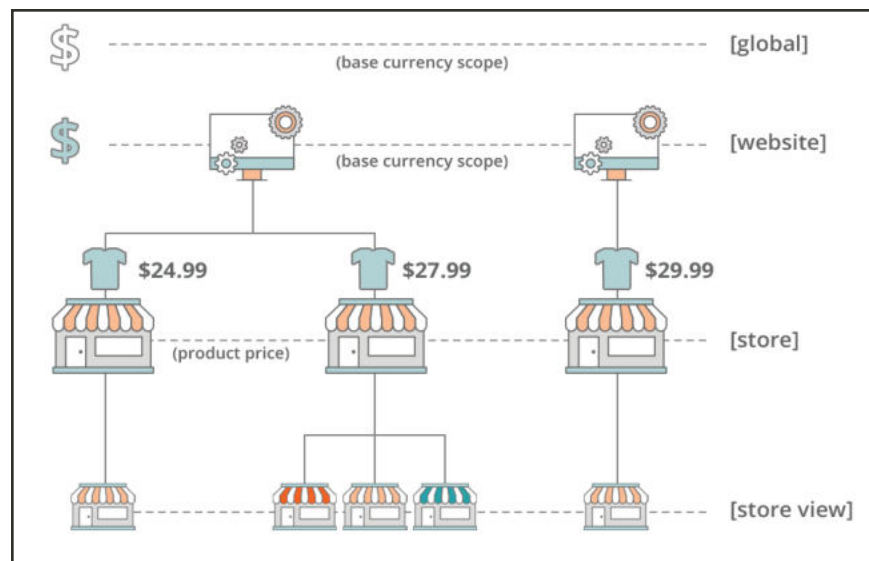 [global]
(base currency scope)
[website]
(base currency scope)
$24.99
$27.99
$29.99
[store]
(product price)
[store view]